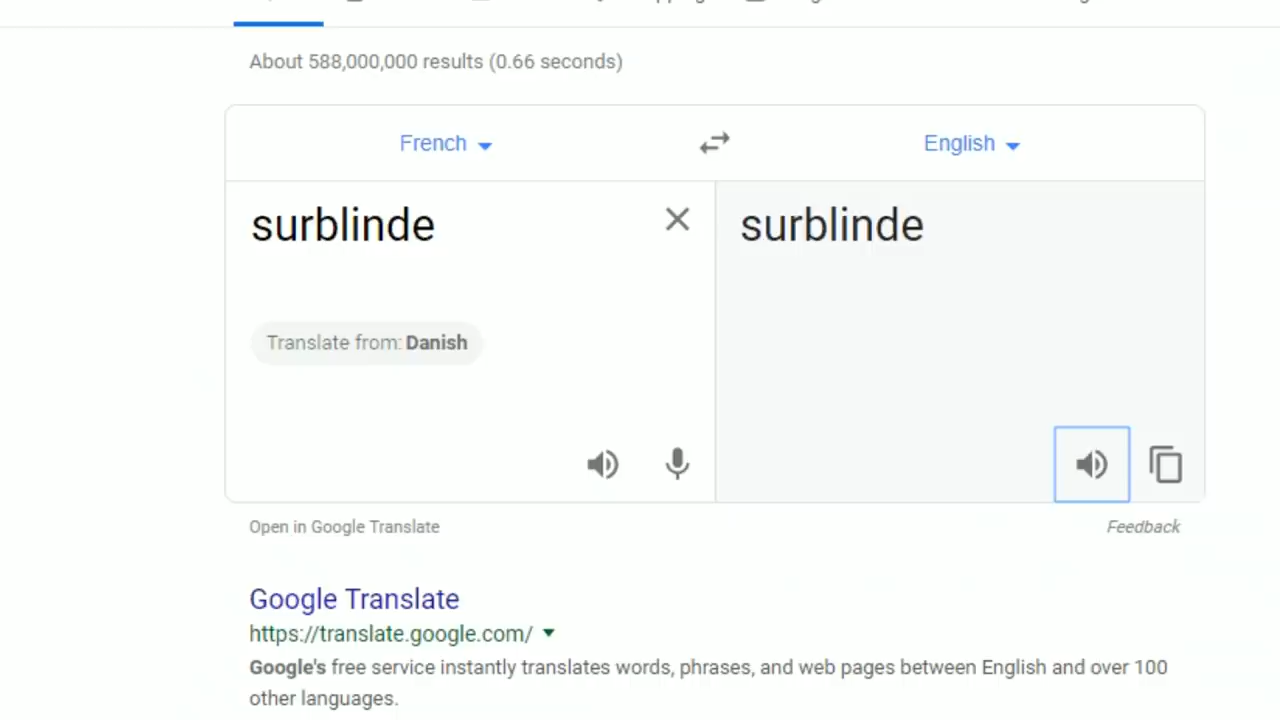 About 588,000,000 results (0.66 seconds)
French
English
surblinde
surblinde
Translate from: Danish
Open in Google Translate
Feedback
Google Translate
https://translate.google.com/
Google's free service instantly translates words, phrases, and web pages between English and over 100
other languages.